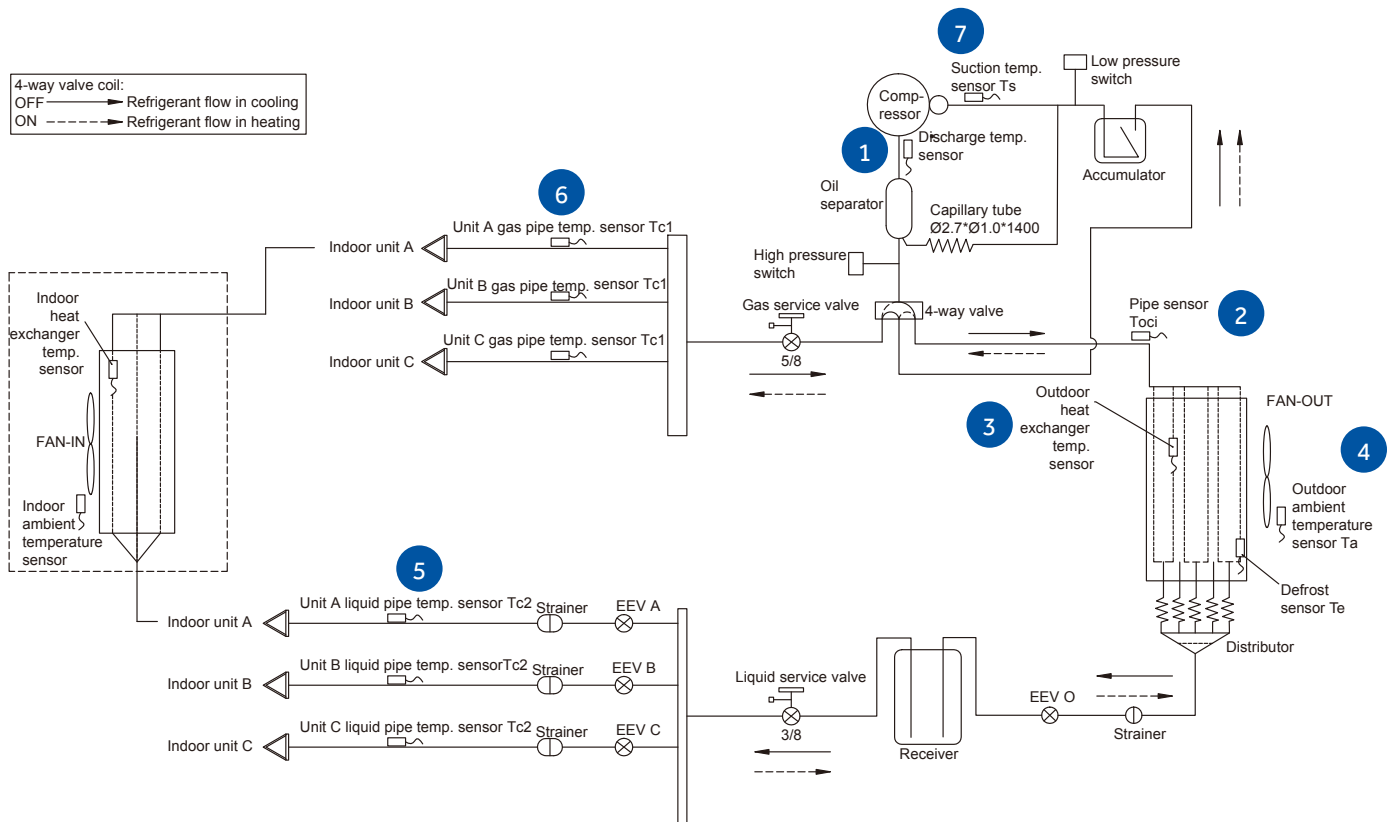 4-way valve coil:
OFF Refrigerant flow in cooling
ON Refrigerant flow in heating
7
Suction temp.
sensor Ts
Low pressure
switch
Comp-
ressor
1
Discharge temp.
sensor
Accumulator
Oil
separator
Capillary tube
Ø2.7*Ø1.0*1400
High pressure
switch
Gas service valve
5/8
4-way valve
6
Unit A gas pipe temp. sensor Tc1
Indoor unit A
Unit B gas pipe temp. sensor Tc1
Indoor unit B
Unit C gas pipe temp. sensor Tc1
Indoor unit C
Indoor
heat
exchanger
temp.
sensor
FAN-IN
Indoor
ambient
temperature
sensor
Pipe sensor
Toci
2
3
Outdoor
heat
exchanger
temp.
sensor
FAN-OUT
4
Outdoor
ambient
temperature
sensor Ta
Defrost
sensor Te
Distributor
5
Unit A liquid pipe temp. sensor Tc2
Strainer
EEV A
Indoor unit A
Unit B liquid pipe temp. sensorTc2
Strainer
EEV B
Indoor unit B
Unit C liquid pipe temp. sensor Tc2
Strainer
EEV C
Indoor unit C
Liquid service valve
3/8
Receiver
EEV O
Strainer